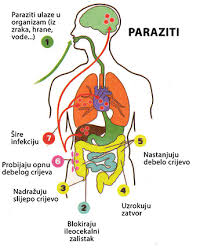 Paraziti ulaze u
organizam (iz
zraka, hrane,
vode...)
1
PARAZITI
Šire
infekciju
7
Probijaju opnu
debelog crijeva
6
5
Nastanjuju
debelo crijevo
Nadražuju
slijepo crijevo
3
2
4
Uzrokuju
zatvor
Blokiraju
ileocekalni
zalistak